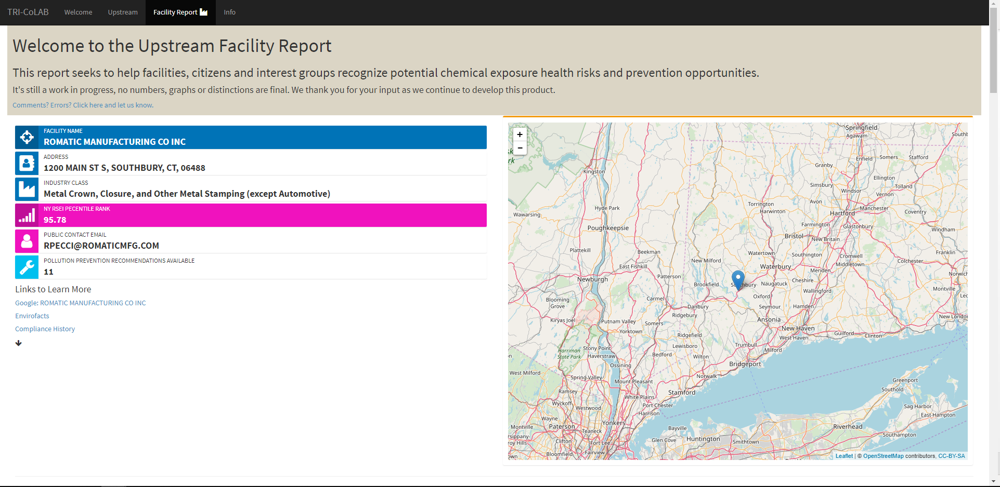 TRI-CoLAB Welcome Upstream Facility Report Info
Welcome to the Upstream Facility Report
This report seeks to help facilities, citizens and interest groups recognize potential chemical exposure health risks and prevention opportunities.
It's still a work in progress, no numbers, graphs or distinctions are final. We thank you for your input as we continue to develop this product.
Comments? Errors? Click here and let us know.
FACILITY NAME
ROMATIC MANUFACTURING CO INC
ADDRESS
1200 MAIN ST S, SOUTHBURY, CT, 06488
INDUSTRY CLASS
Metal Crown, Closure, and Other Metal Stamping (except Automotive)
NY RSEI PECENTILE RANK
95.78
PUBLIC CONTACT EMAIL
RPECCI@ROMATICMFG.COM
POLLUTION PREVENTION RECOMMENDATIONS AVAILABLE
11
Links to Learn More
Google: ROMATIC MANUFACTURING CO INC
Envirofacts
Compliance History
+
−
Springfield
Agawam
Southb
Enfield
Somers
Stafford
Granby
Kingston
Ellington
Simsbury
Tolland
Windsor
Vernon
Avon
Torrington
Hyde Park
Manchester
Harwinton
Coventry
Wawarsing
Hartford
Farmington
Glastonbury
Poughkeepsie
Windham
Bristol
New Britain
Plattekill
Beekman
Watertown
Southington
Cromwell
Franklin
New Milford
Colchester
Middletown
East Fishkill
Waterbury
Meriden
Norwich
Patterson
Newburgh
Cheshire
Brookfield
Naugatuck
Wallingford
Montville
Oxford
Blooming
Grove
Carmel
Danbury
Seymour
Hamden
Ridgebury
New London
Kiryas Joel
Putnam Valley
Somers
Ansonia
New Haven
Yorktown
Guilford
Clinton
Ridgefield
West Haven
Lewisboro
Trumbull
Stony Point
Milford
Harriman
State Park
Haverstraw
Bedford
Wilton
Bridgeport
Ossining
West Milford
Norwalk
Spring Valley
Mount Pleasant
Greenport
Ramsey
Stamford
Southold
White Plains
Wyckoff
Port Chester
Westwood
Harrison
Sag Harbor
East Hampton
Wayne
Yonkers
Montville
Paterson
Teaneck
Bayville
Riverhead
Southampton
rsippany-
roy Hills
Clifton
Fort Lee
Glen Cove
Huntington
Smithtown
Bloomfield
Fairview
Leaflet | © OpenStreetMap contributors, CC-BY-SA